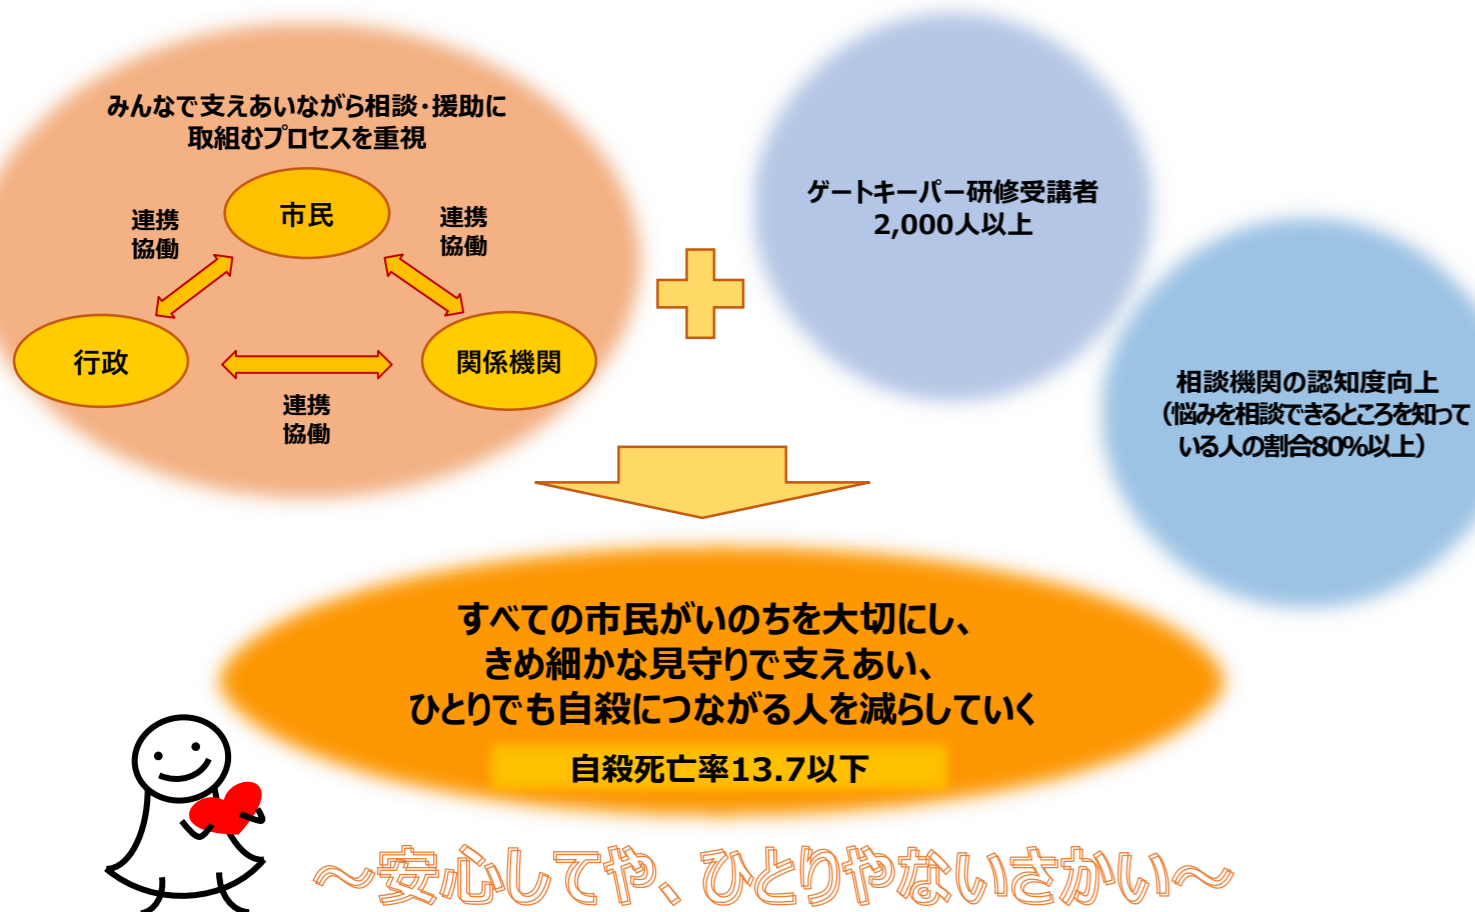 みんなで支えあいながら相談・援助に
取組むプロセスを重視
市民
連携
協働
連携
協働
行政
関係機関
連携
協働
ゲートキーパー研修受講者
2,000人以上
相談機関の認知度向上
（悩みを相談できるところを知って
いる人の割合80%以上）
すべての市民がいのちを大切にし、
きめ細かな見守りで支えあい、
ひとりでも自殺につながる人を減らしていく
自殺死亡率13.7以下
～安心してや、ひとりやないさかい～